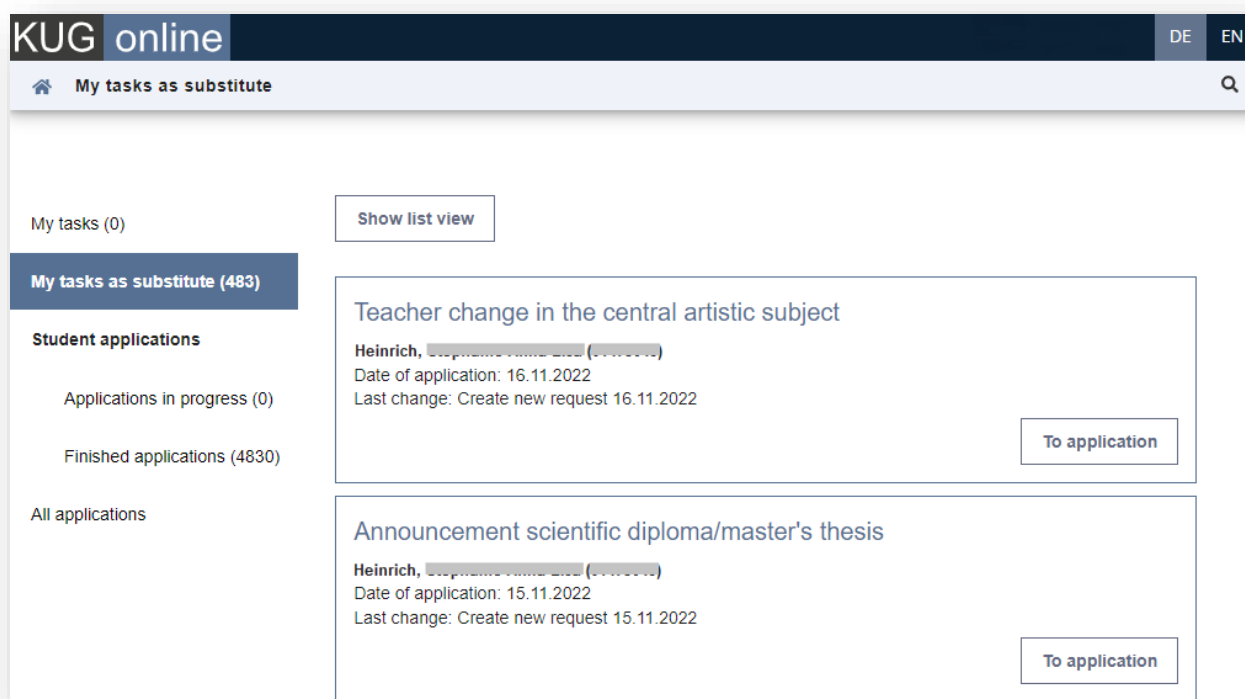 KUG online
DE EN
My tasks as substitute
My tasks (0)
My tasks as substitute (483)
Student applications
Applications in progress (0)
Finished applications (4830)
All applications
Show list view
Teacher change in the central artistic subject
Heinrich, ( )
Date of application: 16.11.2022
Last change: Create new request 16.11.2022
To application
Announcement scientific diploma/master's thesis
Heinrich, ( )
Date of application: 15.11.2022
Last change: Create new request 15.11.2022
To application